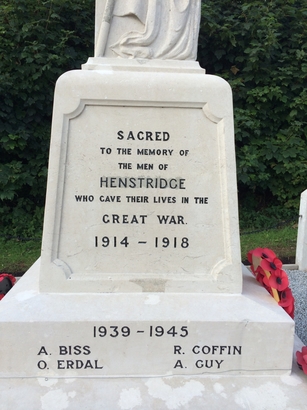 SACRED
TO THE MEMORY OF
THE MEN OF
HENSTRIDGE
WHO GAVE THEIR LIVES IN THE
GREAT WAR.
1914 - 1918
1939 - 1945
A. BISS R. COFFIN
O. ERDAL A. GUY